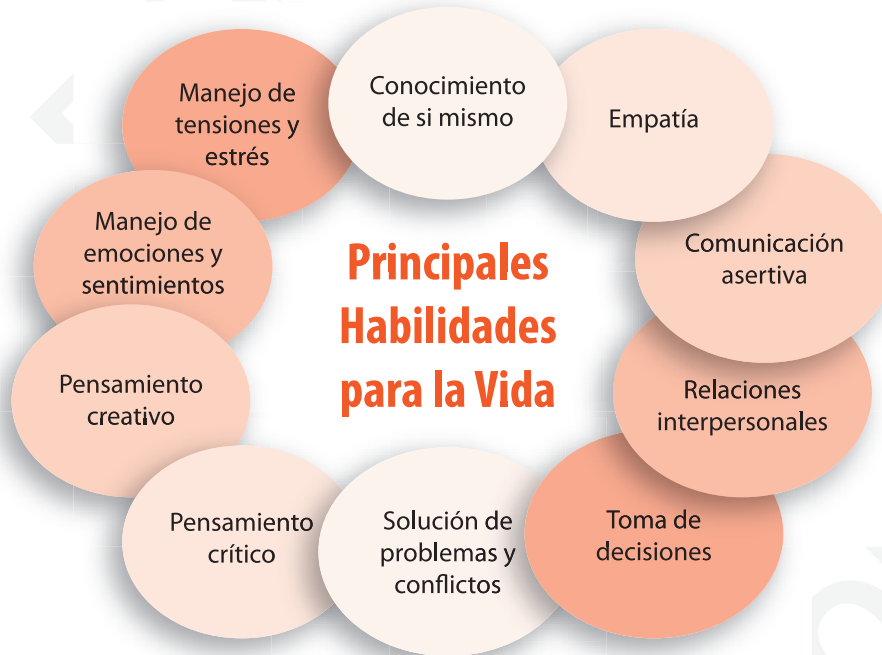 Principales
Habilidades
para la Vida
Conocimiento
de si mismo
Empatía
Comunicación
asertiva
Relaciones
interpersonales
Toma de
decisiones
Solución de
problemas y
conflictos
Pensamiento
crítico
Pensamiento
creativo
Manejo de
emociones y
sentimientos
Manejo de
tensiones y
estrés